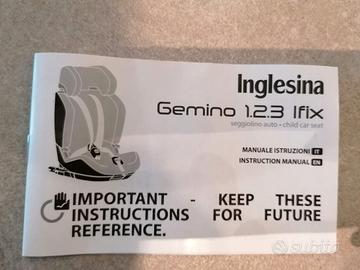 Inglesina
Gemino 1.2.3 Ifix
seggiolino auto - child car seat
MANUALE ISTRUZIONI IT
INSTRUCTION MANUAL EN
IMPORTANT - KEEP THESE
INSTRUCTIONS FOR FUTURE
REFERENCE.
subito